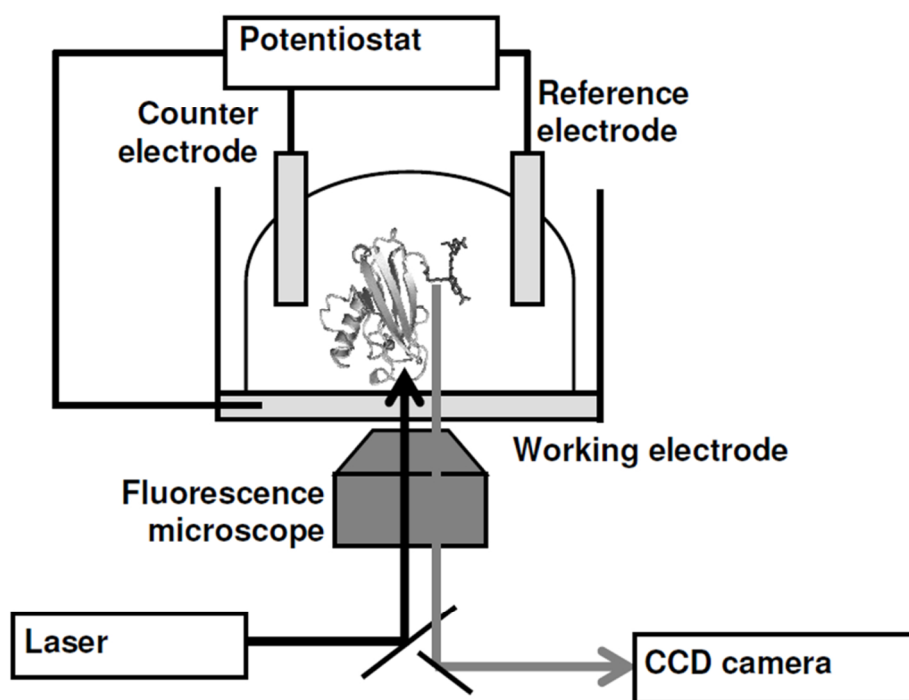 Potentiostat
Counter
electrode
Reference
electrode
Working electrode
Fluorescence
microscope
Laser
CCD camera